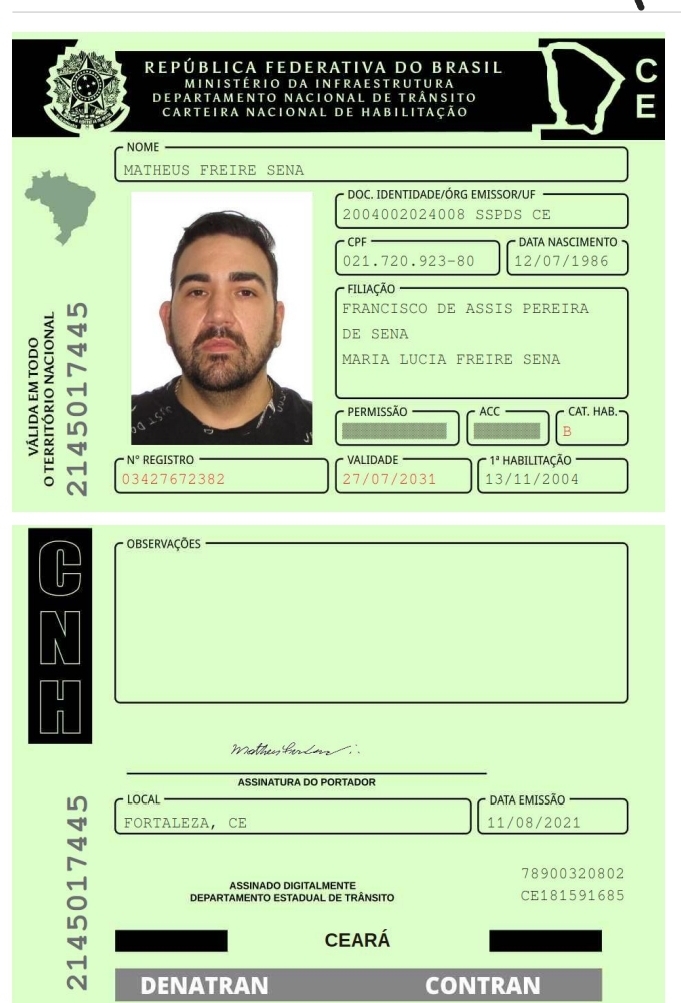 REPÚBLICA FEDERATIVA DO BRASIL
MINISTÉRIO DA INFRAESTRUTURA
DEPARTAMENTO NACIONAL DE TRÂNSITO
CARTEIRA NACIONAL DE HABILITAÇÃO
CE
NOME
MATHEUS FREIRE SENA
DOC. IDENTIDADE/ÓRG EMISSOR/UF
2004002024008 SSPDS CE
CPF
021.720.923-80
DATA NASCIMENTO
12/07/1986
FILIAÇÃO
FRANCISCO DE ASSIS PEREIRA
DE SENA
MARIA LUCIA FREIRE SENA
PERMISSÃO
ACC
CAT. HAB.
B
Nº REGISTRO
03427672382
VALIDADE
27/07/2031
1ª HABILITAÇÃO
13/11/2004
VÁLIDA EM TODO
O TERRITÓRIO NACIONAL
2145017445
CNH
OBSERVAÇÕES
ASSINATURA DO PORTADOR
LOCAL
FORTALEZA, CE
DATA EMISSÃO
11/08/2021
ASSINADO DIGITALMENTE
DEPARTAMENTO ESTADUAL DE TRÂNSITO
78900320802
CE181591685
2145017445
CEARÁ
DENATRAN CONTRAN